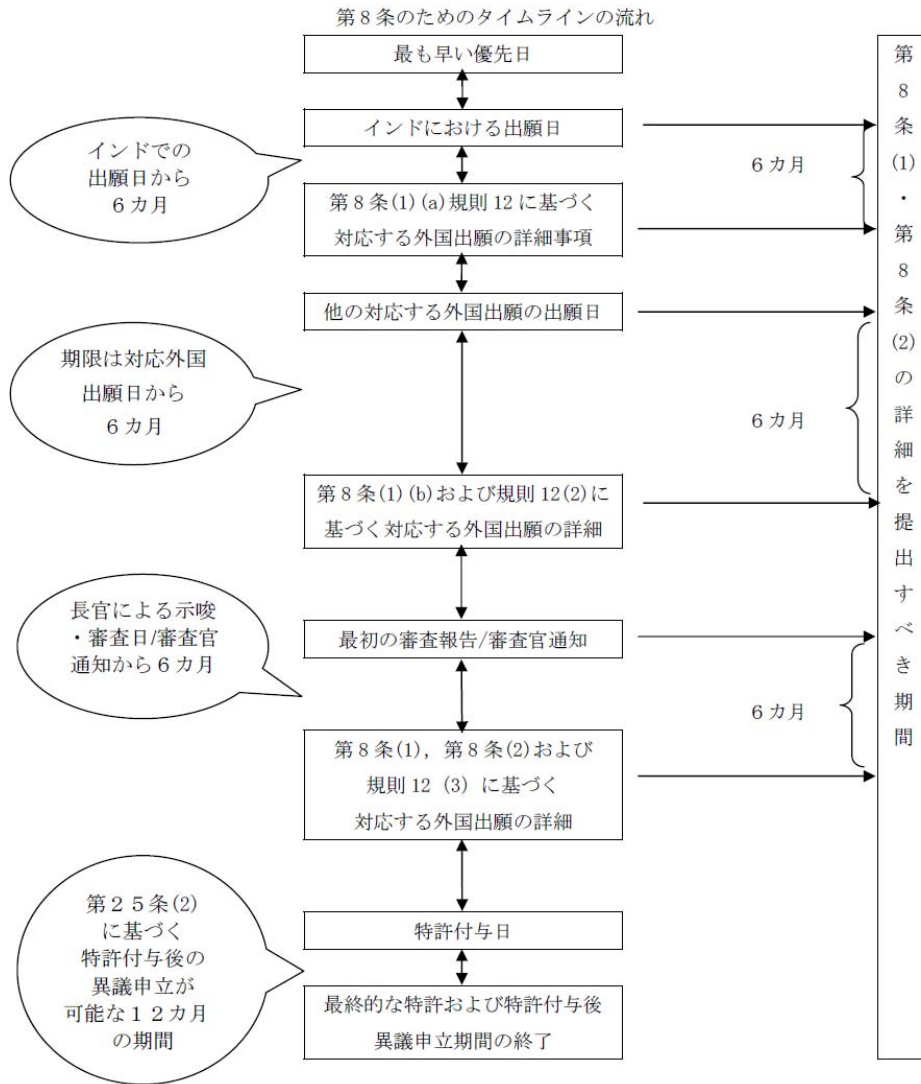 第8条のためのタイムラインの流れ
最も早い優先日
インドにおける出願日
インドでの
出願日から
6カ月
6カ月
第8条(1)(a)規則12に基づく
対応する外国出願の詳細事項
他の対応する外国出願の出願日
期限は対応外国
出願日から
6カ月
6カ月
第8条(1)(b)および規則12(2)に
基づく対応する外国出願の詳細
長官による示唆
・審査日/審査官
通知から6カ月
最初の審査報告/審査官通知
6カ月
第8条(1), 第8条(2)および
規則12 (3) に基づく
対応する外国出願の詳細
第25条(2)
に基づく
特許付与後の
異議申立が
可能な12カ月
の期間
特許付与日
最終的な特許および特許付与後
異議申立期間の終了
第8条(1)・第8条(2)の詳細を提出すべき期間